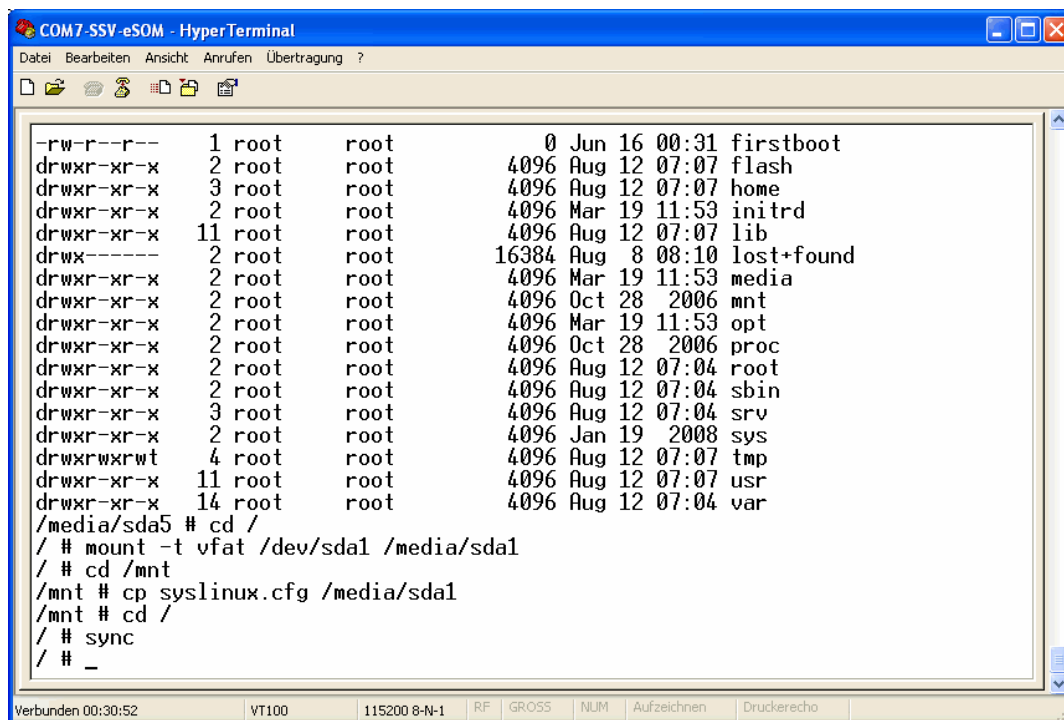 COM7-SSV-eSOM - HyperTerminal
Datei Bearbeiten Ansicht Anrufen Übertragung ?
-rw-r--r-- 1 root root 0 Jun 16 00:31 firstboot
drwxr-xr-x 2 root root 4096 Aug 12 07:07 flash
drwxr-xr-x 3 root root 4096 Aug 12 07:07 home
drwxr-xr-x 2 root root 4096 Mar 19 11:53 initrd
drwxr-xr-x 11 root root 4096 Aug 12 07:07 lib
drwx------ 2 root root 16384 Aug 8 08:10 lost+found
drwxr-xr-x 2 root root 4096 Mar 19 11:53 media
drwxr-xr-x 2 root root 4096 Oct 28 2006 mnt
drwxr-xr-x 2 root root 4096 Mar 19 11:53 opt
drwxr-xr-x 2 root root 4096 Oct 28 2006 proc
drwxr-xr-x 2 root root 4096 Aug 12 07:04 root
drwxr-xr-x 2 root root 4096 Aug 12 07:04 sbin
drwxr-xr-x 3 root root 4096 Aug 12 07:04 srv
drwxr-xr-x 2 root root 4096 Jan 19 2008 sys
drwxrwxrwt 4 root root 4096 Aug 12 07:07 tmp
drwxr-xr-x 11 root root 4096 Aug 12 07:07 usr
drwxr-xr-x 14 root root 4096 Aug 12 07:04 var
/media/sda5 # cd /
/ # mount -t vfat /dev/sda1 /media/sda1
/ # cd /mnt
/mnt # cp syslinux.cfg /media/sda1
/mnt # cd /
/ # sync
/ # _
Verbunden 00:30:52 VT100 115200 8-N-1 RF GROSS NUM Aufzeichnen Druckerecho